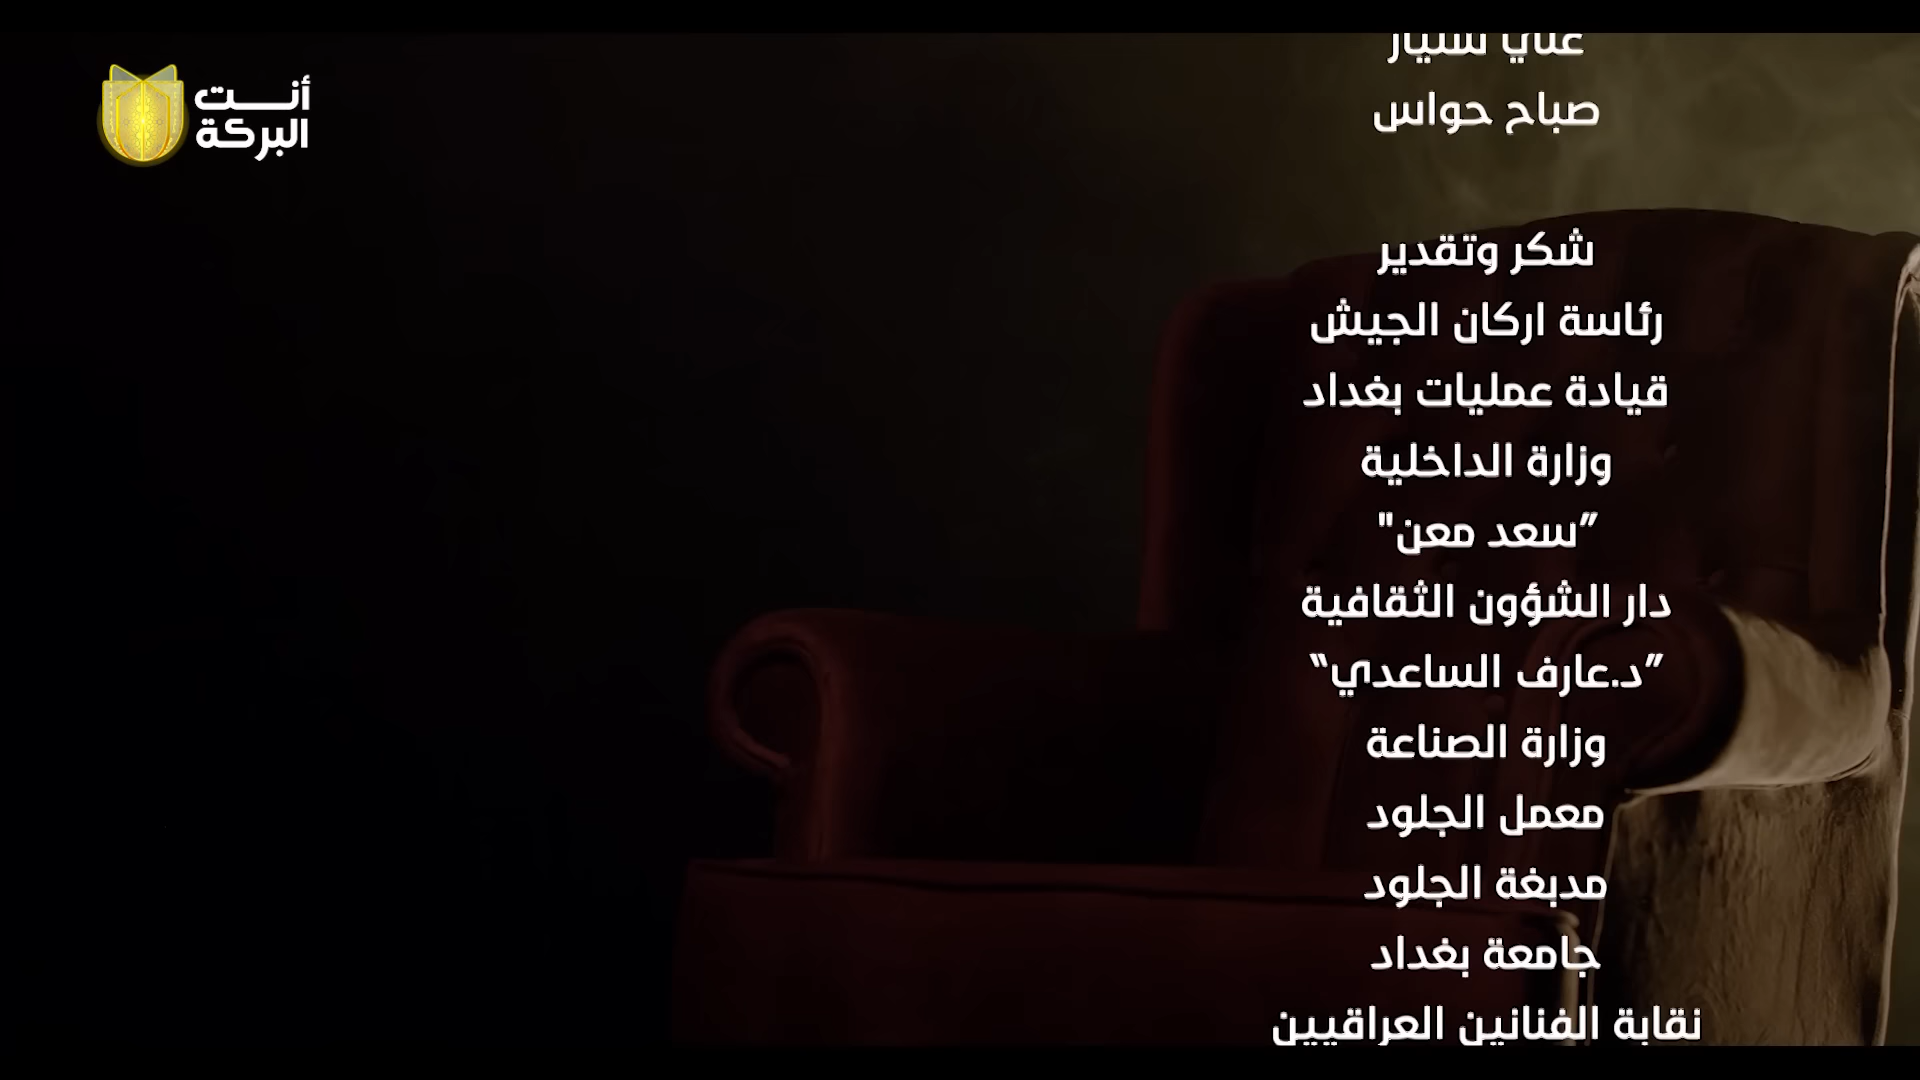 أنت
البركة
صباح حواس
شكر وتقدير
رئاسة اركان الجيش
قيادة عمليات بغداد
وزارة الداخلية
"سعد معن"
دار الشؤون الثقافية
"د.عارف الساعدي"
وزارة الصناعة
معمل الجلود
مدبغة الجلود
جامعة بغداد
نقابة الفنانين العراقيين